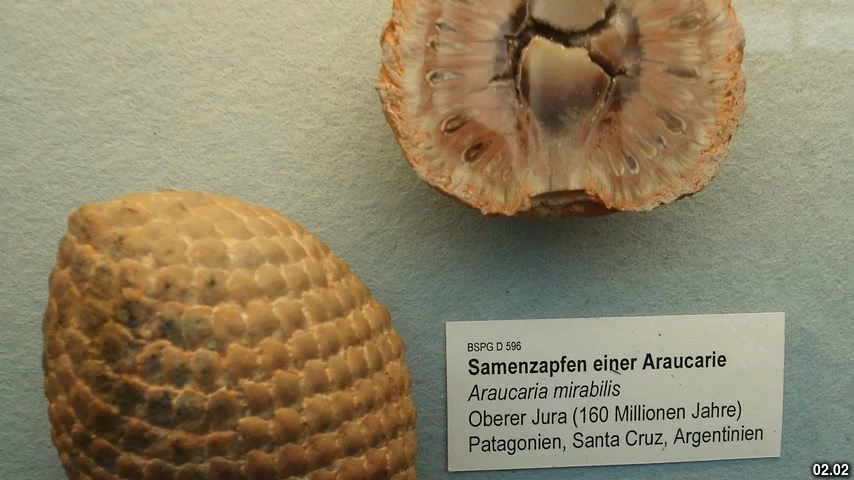 BSPG D 596
Samenzapfen einer Araucarie
Araucaria mirabilis
Oberer Jura (160 Millionen Jahre)
Patagonien, Santa Cruz, Argentinien
02.02